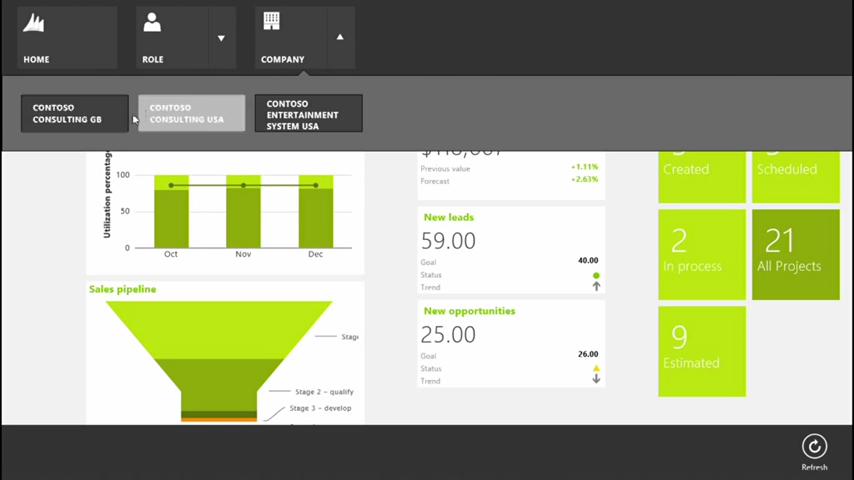 HOME
ROLE
COMPANY
CONTOSO
CONSULTING GB
CONTOSO
CONSULTING USA
CONTOSO
ENTERTAINMENT
SYSTEM USA
Utilization percentage
100
50
0
Oct
Nov
Dec
Sales pipeline
Stage 2 – qualify
Stage 3 – develop
Previous value
+1.11%
Forecast
+2.63%
New leads
59.00
Goal
40.00
Status
Trend
New opportunities
25.00
Goal
26.00
Status
Trend
Created
Scheduled
2
In process
21
All Projects
9
Estimated
Refresh